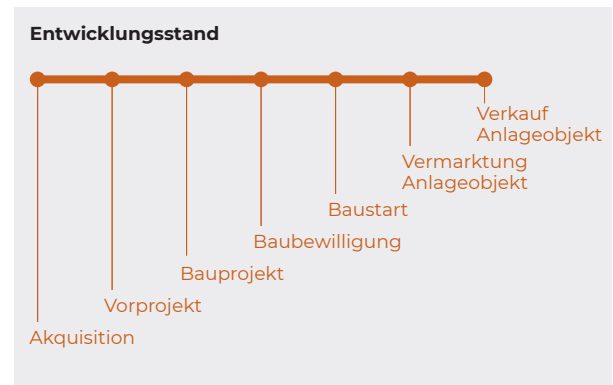 Entwicklungsstand
Verkauf
Anlageobjekt
Vermarktung
Anlageobjekt
Baustart
Baubewilligung
Bauprojekt
Vorprojekt
Akquisition